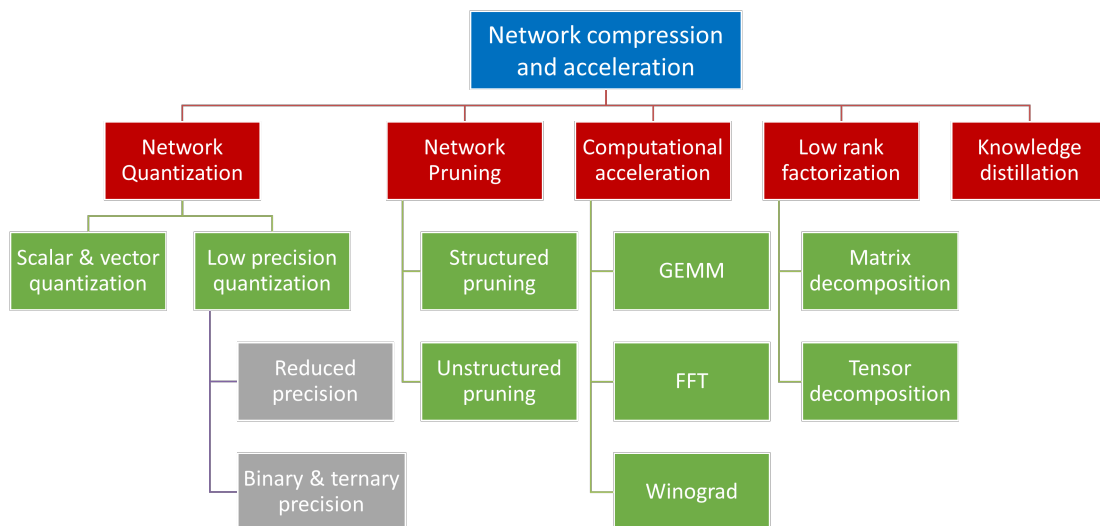 Network compression
and acceleration
Network
Quantization
Network
Pruning
Computational
acceleration
Low rank
factorization
Knowledge
distillation
Scalar & vector
quantization
Low precision
quantization
Structured
pruning
GEMM
Matrix
decomposition
Reduced
precision
Unstructured
pruning
FFT
Tensor
decomposition
Binary & ternary
precision
Winograd